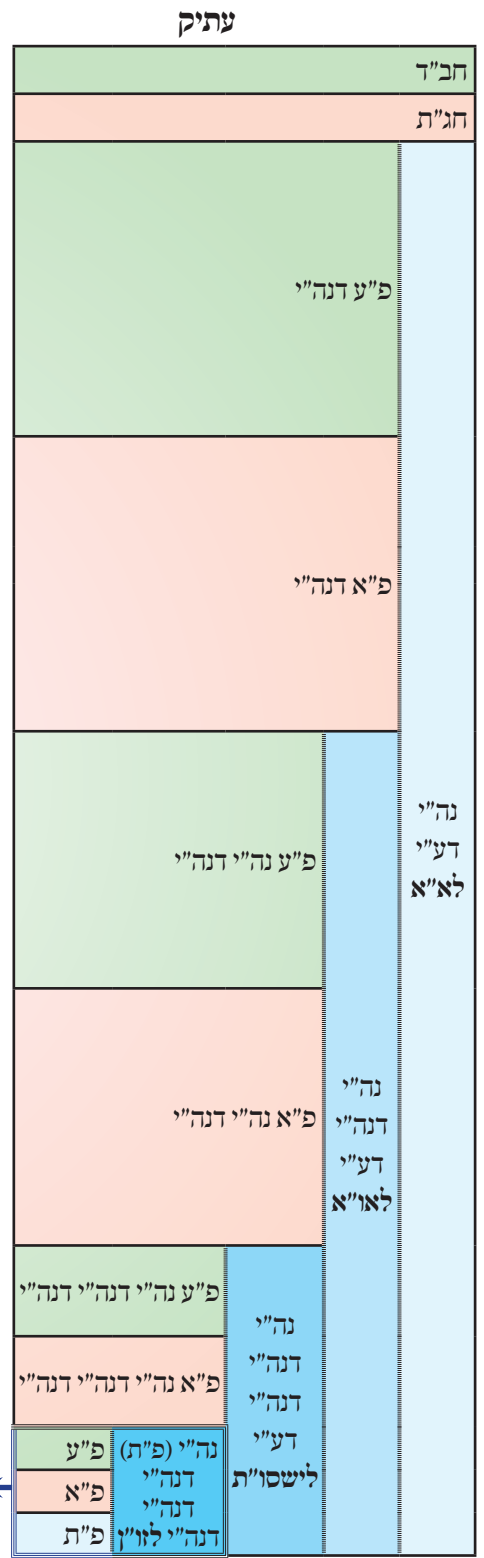 עתיק
חב"ד
חג"ת
פ"ע דנה"י
פ"א דנה"י
נה"י
דע"י
לא"א
פ"ע נה"י דנה"י
פ"א נה"י דנה"י
נה"י
דנה"י
דע"י
לאו"א
פ"ע נה"י דנה"י דנה"י
פ"א נה"י דנה"י דנה"י
נה"י
דנה"י
דנה"י
דע"י
לישסו"ת
נה"י (פ"ת)
דנה"י
דנה"י
דנה"י לזו"ן
פ"ע
פ"א
פ"ת